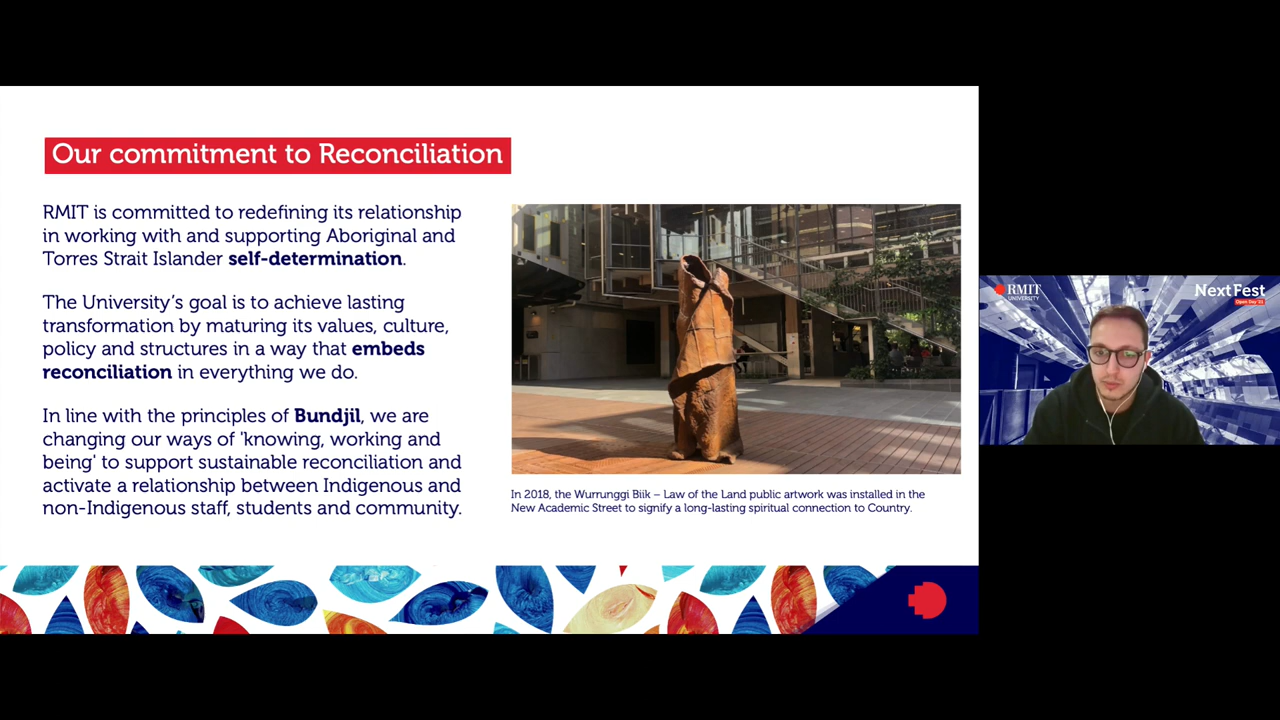 Our commitment to Reconciliation
RMIT is committed to redefining its relationship
in working with and supporting Aboriginal and
Torres Strait Islander self-determination.
The University's goal is to achieve lasting
transformation by maturing its values, culture,
policy and structures in a way that embeds
reconciliation in everything we do.
In line with the principles of Bundjil, we are
changing our ways of 'knowing, working and
being' to support sustainable reconciliation and
activate a relationship between Indigenous and
non-Indigenous staff, students and community.
In 2018, the Wurrunggi Biik – Law of the Land public artwork was installed in the
New Academic Street to signify a long-lasting spiritual connection to Country.
RMIT
UNIVERSITY
NextFest
Open Day 21